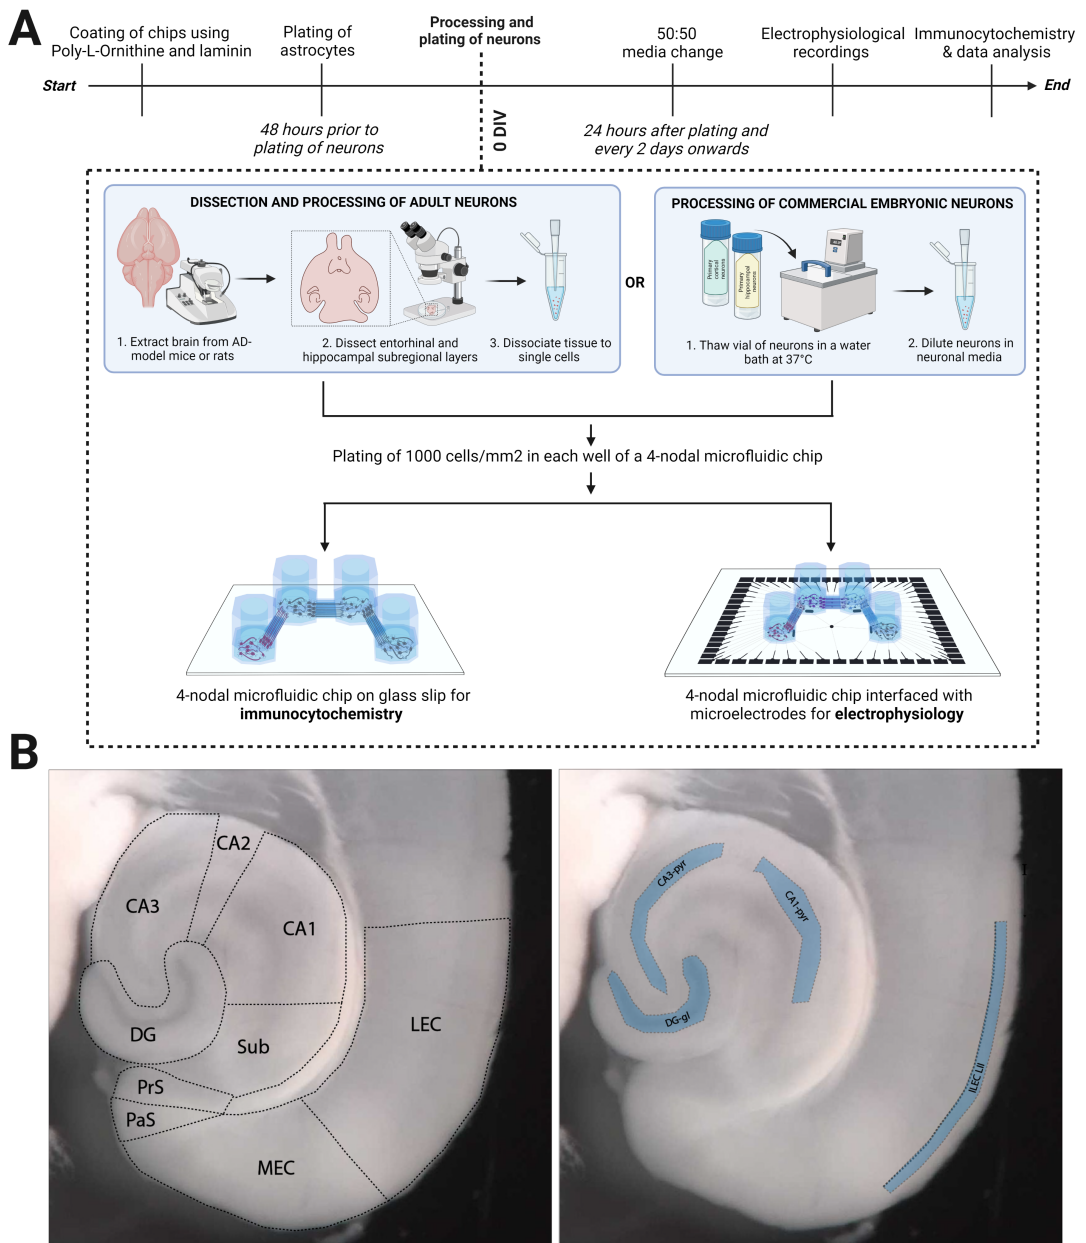 A
Coating of chips using
Poly-L-Ornithine and laminin
Plating of
astrocytes
Processing and
plating of neurons
50:50
media change
Electrophysiological
recordings
Immunocytochemistry
& data analysis
Start
End
48 hours prior to
plating of neurons
0 DIV
24 hours after plating and
every 2 days onwards
DISSECTION AND PROCESSING OF ADULT NEURONS
1. Extract brain from AD-
model mice or rats
2. Dissect entorhinal and
hippocampal subregional layers
3. Dissociate tissue to
single cells
OR
PROCESSING OF COMMERCIAL EMBRYONIC NEURONS
Primary
cortical
neurons
Primary
hippocampal
neurons
1. Thaw vial of neurons in a water
bath at 37°C
2. Dilute neurons in
neuronal media
Plating of 1000 cells/mm2 in each well of a 4-nodal microfluidic chip
4-nodal microfluidic chip on glass slip for
immunocytochemistry
4-nodal microfluidic chip interfaced with
microelectrodes for electrophysiology
B
CA2
CA3
CA1
DG
Sub
LEC
PrS
PaS
MEC
CA3-pyr
CA1-pyr
DG-gl
lLEC LII